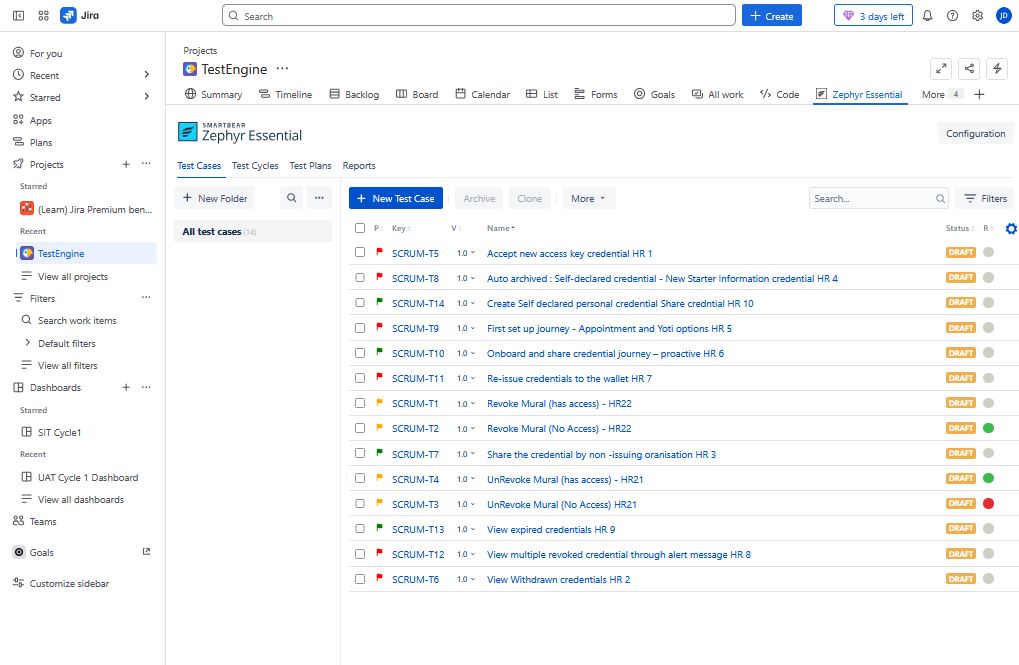 Jira
Search
Create
3 days left
JD
For you
Recent
Starred
Apps
Plans
Projects
Starred
(Learn) Jira Premium ben...
Recent
TestEngine
View all projects
Filters
Search work items
Default filters
View all filters
Dashboards
Starred
SIT Cycle1
Recent
UAT Cycle 1 Dashboard
View all dashboards
Teams
Goals
Customize sidebar
Projects
TestEngine
Summary Timeline Backlog Board Calendar List Forms Goals All work Code Zephyr Essential More 4
SMARTBEAR
Zephyr Essential
Configuration
Test Cases Test Cycles Test Plans Reports
New Folder
All test cases (14)
New Test Case Archive Clone More Search... Filters
P Key V Name Status R
SCRUM-T5 1.0 Accept new access key credential HR 1 DRAFT
SCRUM-T8 1.0 Auto archived : Self-declared credential - New Starter Information credential HR 4 DRAFT
SCRUM-T14 1.0 Create Self declared personal credential Share credntial HR 10 DRAFT
SCRUM-T9 1.0 First set up journey - Appointment and Yoti options HR 5 DRAFT
SCRUM-T10 1.0 Onboard and share credential journey – proactive HR 6 DRAFT
SCRUM-T11 1.0 Re-issue credentials to the wallet HR 7 DRAFT
SCRUM-T1 1.0 Revoke Mural (has access) - HR22 DRAFT
SCRUM-T2 1.0 Revoke Mural (No Access) - HR22 DRAFT
SCRUM-T7 1.0 Share the credential by non -issuing oranisation HR 3 DRAFT
SCRUM-T4 1.0 UnRevoke Mural (has access) - HR21 DRAFT
SCRUM-T3 1.0 UnRevoke Mural (No Access) HR21 DRAFT
SCRUM-T13 1.0 View expired credentials HR 9 DRAFT
SCRUM-T12 1.0 View multiple revoked credential through alert message HR 8 DRAFT
SCRUM-T6 1.0 View Withdrawn credentials HR 2 DRAFT